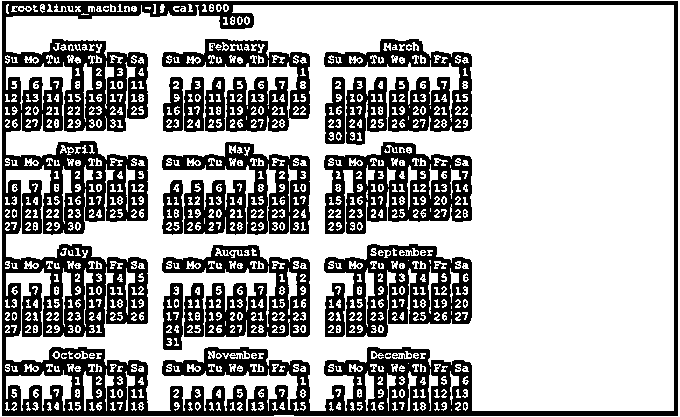 [root@linux_machine ~]# cal 1800
1800
January February March
Su Mo Tu We Th Fr Sa Su Mo Tu We Th Fr Sa Su Mo Tu We Th Fr Sa
1 2 3 4 1 1
5 6 7 8 9 10 11 2 3 4 5 6 7 8 2 3 4 5 6 7 8
12 13 14 15 16 17 18 9 10 11 12 13 14 15 9 10 11 12 13 14 15
19 20 21 22 23 24 25 16 17 18 19 20 21 22 16 17 18 19 20 21 22
26 27 28 29 30 31 23 24 25 26 27 28 23 24 25 26 27 28 29
30 31
April May June
Su Mo Tu We Th Fr Sa Su Mo Tu We Th Fr Sa Su Mo Tu We Th Fr Sa
1 2 3 4 5 1 2 3 1 2 3 4 5 6 7
6 7 8 9 10 11 12 4 5 6 7 8 9 10 8 9 10 11 12 13 14
13 14 15 16 17 18 19 11 12 13 14 15 16 17 15 16 17 18 19 20 21
20 21 22 23 24 25 26 18 19 20 21 22 23 24 22 23 24 25 26 27 28
27 28 29 30 25 26 27 28 29 30 31 29 30
July August September
Su Mo Tu We Th Fr Sa Su Mo Tu We Th Fr Sa Su Mo Tu We Th Fr Sa
1 2 3 4 5 1 2 1 2 3 4 5 6
6 7 8 9 10 11 12 3 4 5 6 7 8 9 7 8 9 10 11 12 13
13 14 15 16 17 18 19 10 11 12 13 14 15 16 14 15 16 17 18 19 20
20 21 22 23 24 25 26 17 18 19 20 21 22 23 21 22 23 24 25 26 27
27 28 29 30 31 24 25 26 27 28 29 30 28 29 30
31
October November December
Su Mo Tu We Th Fr Sa Su Mo Tu We Th Fr Sa Su Mo Tu We Th Fr Sa
1 2 3 4 1 1 2 3 4 5 6
5 6 7 8 9 10 11 2 3 4 5 6 7 8 7 8 9 10 11 12 13
12 13 14 15 16 17 18 9 10 11 12 13 14 15 14 15 16 17 18 19 20